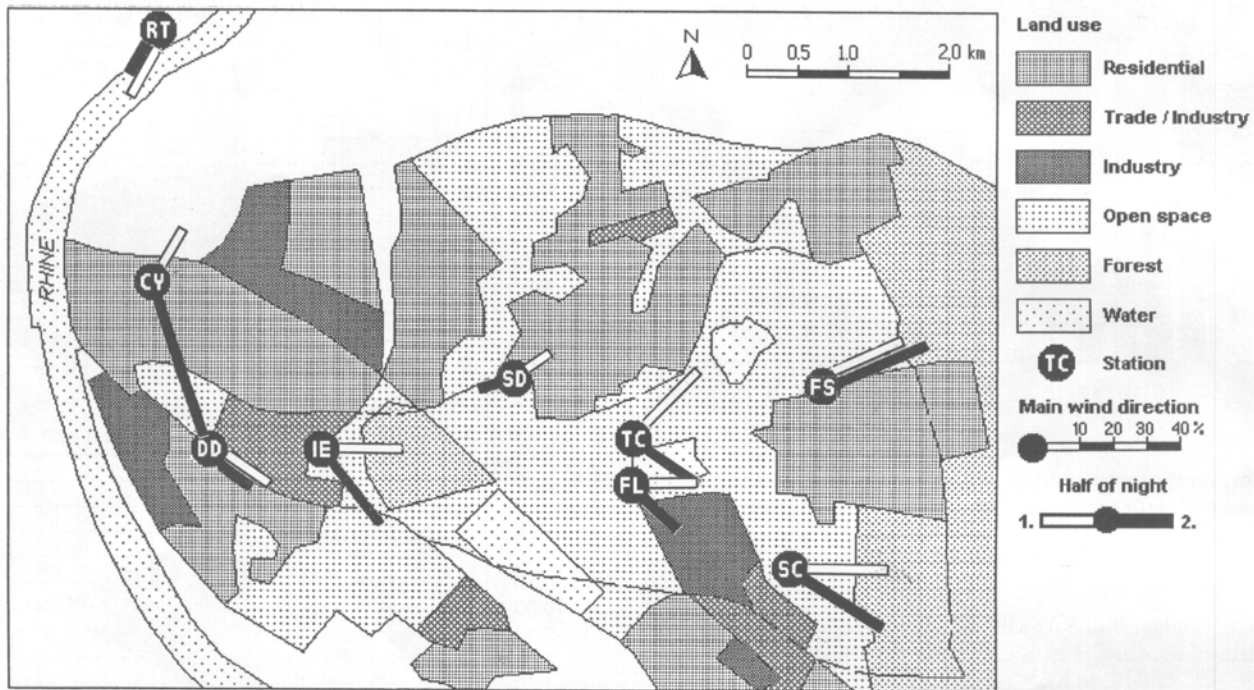 RT
N
0 0.5 1.0 2.0 km
RHINE
CY
SD
FS
TC
DD
IE
FL
SC
Land use
Residential
Trade / Industry
Industry
Open space
Forest
Water
TC Station
Main wind direction
10 20 30 40 %
Half of night
1. 2.